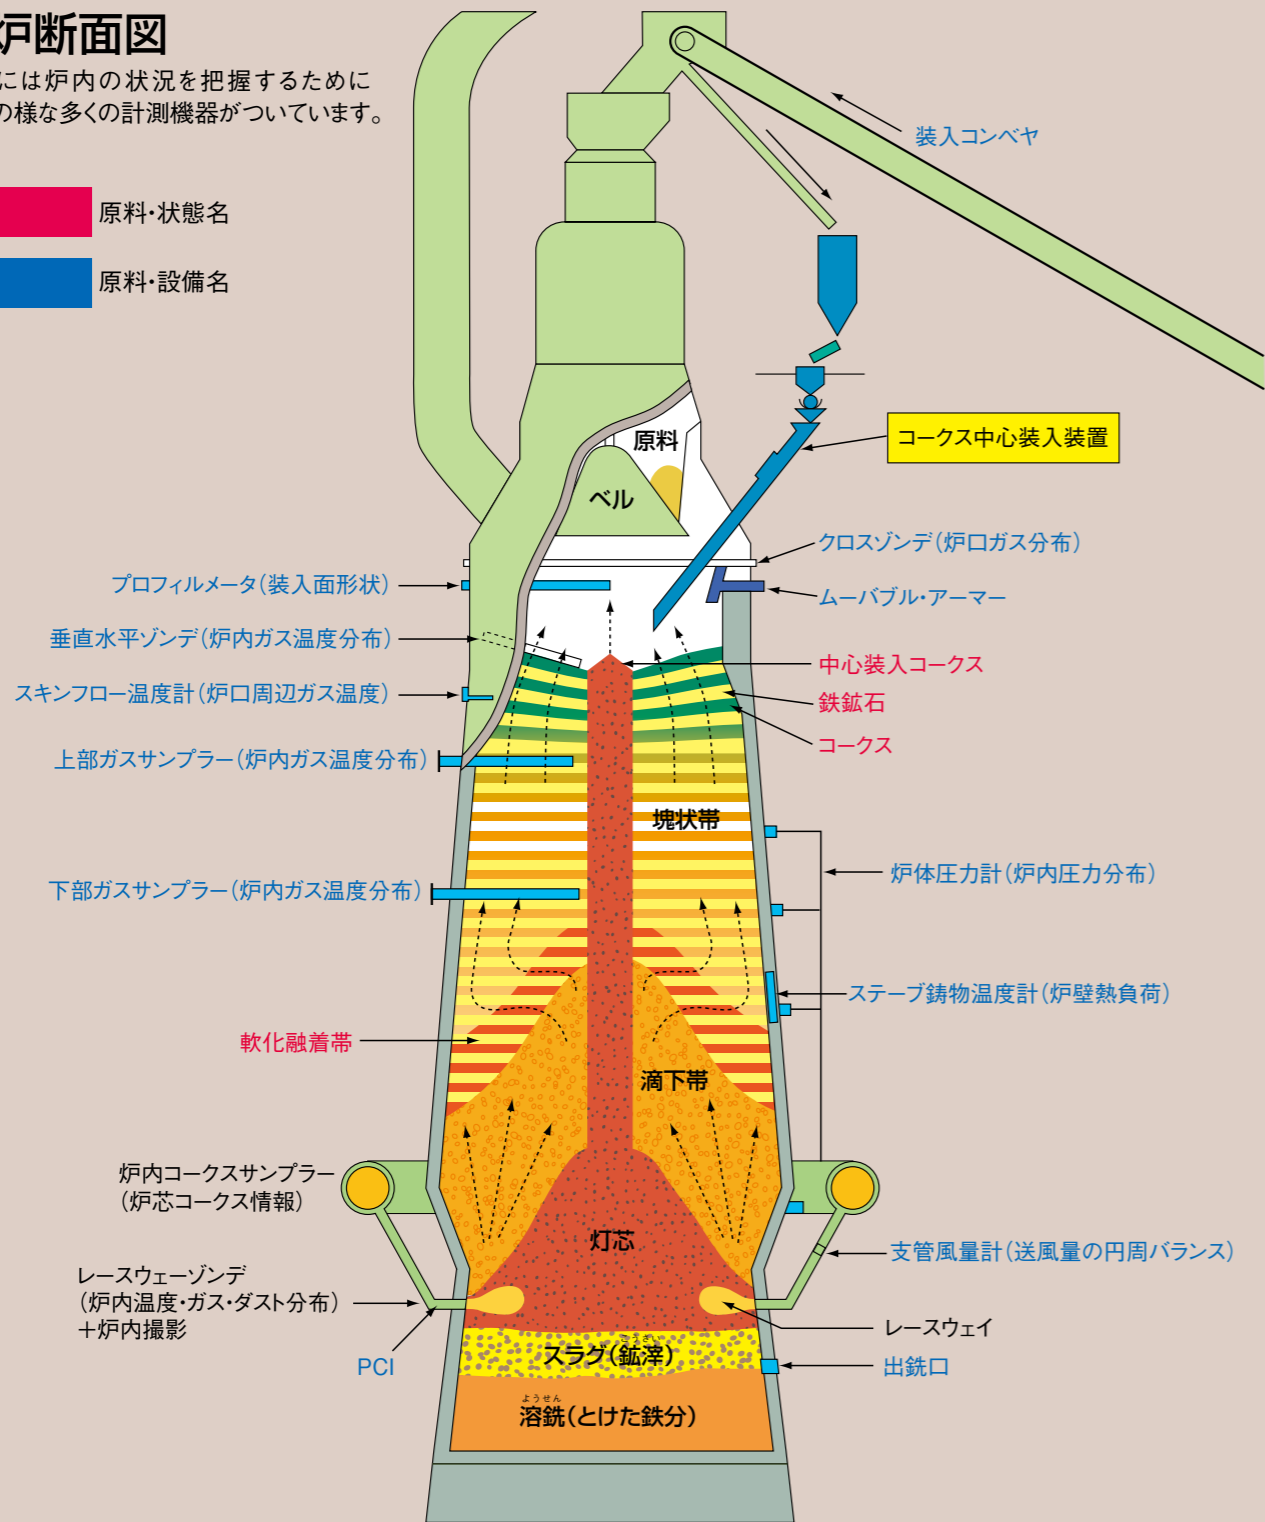 炉断面図
には炉内の状況を把握するために
の様な多くの計測機器がついています。
原料・状態名
原料・設備名
装入コンベヤ
コークス中心装入装置
原料
ベル
クロスゾンデ(炉口ガス分布)
プロフィルメータ(装入面形状)
ムーバブル・アーマー
垂直水平ゾンデ(炉内ガス温度分布)
中心装入コークス
スキンフロー温度計(炉口周辺ガス温度)
鉄鉱石
コークス
上部ガスサンプラー(炉内ガス温度分布)
塊状帯
炉体圧力計(炉内圧力分布)
下部ガスサンプラー(炉内ガス温度分布)
ステーブ鋳物温度計(炉壁熱負荷)
軟化融着帯
滴下帯
炉内コークスサンプラー
(炉芯コークス情報)
灯芯
支管風量計(送風量の円周バランス)
レースウェーゾンデ
(炉内温度・ガス・ダスト分布)
+炉内撮影
レースウェイ
PCI
こうさい
スラグ(鉱滓)
出銑口
ようせん
溶銑(とけた鉄分)